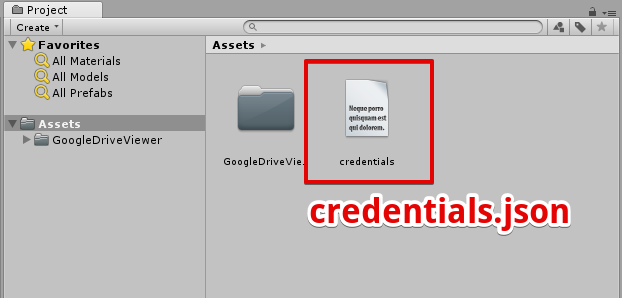 Project
Create
Favorites
All Materials
All Models
All Prefabs
Assets
GoogleDriveViewer
Assets
Neque porro
quisquam est
qui dolorem.
GoogleDriveVie...
credentials
credentials.json